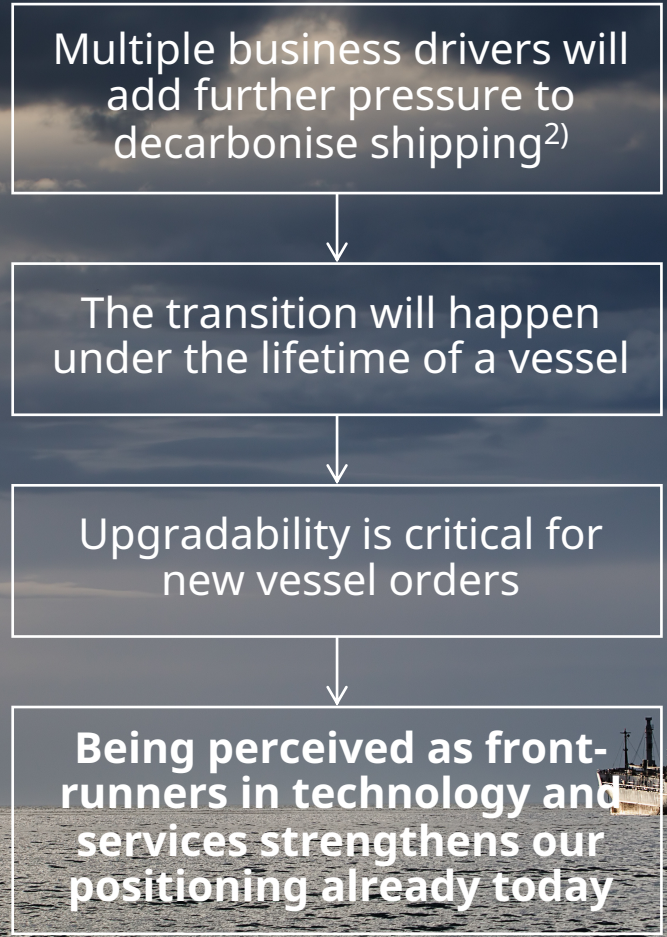 Multiple business drivers will
add further pressure to
decarbonise shipping2)
The transition will happen
under the lifetime of a vessel
Upgradability is critical for
new vessel orders
Being perceived as front-
runners in technology and
services strengthens our
positioning already today